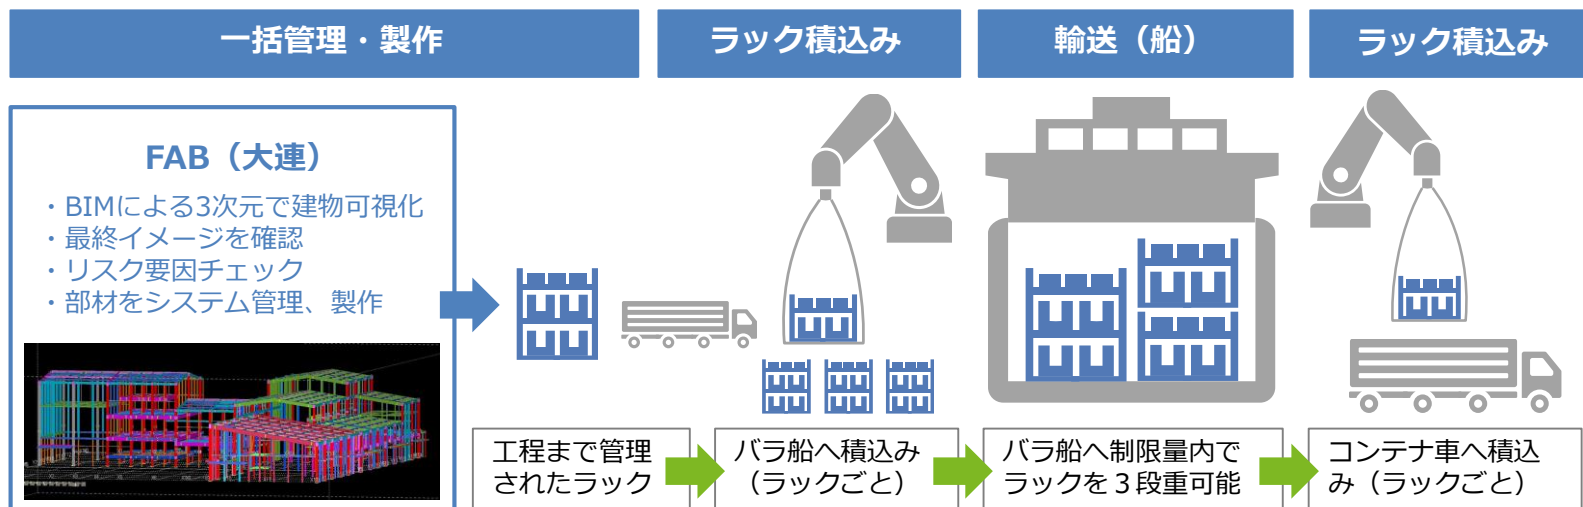 一括管理・製作
ラック積込み
輸送（船）
ラック積込み
FAB（大連）
・BIMによる3次元で建物可視化
・最終イメージを確認
・リスク要因チェック
・部材をシステム管理、製作
工程まで管理
されたラック
バラ船へ積込み
（ラックごと）
バラ船へ制限量内で
ラックを３段重可能
コンテナ車へ積込
み（ラックごと）